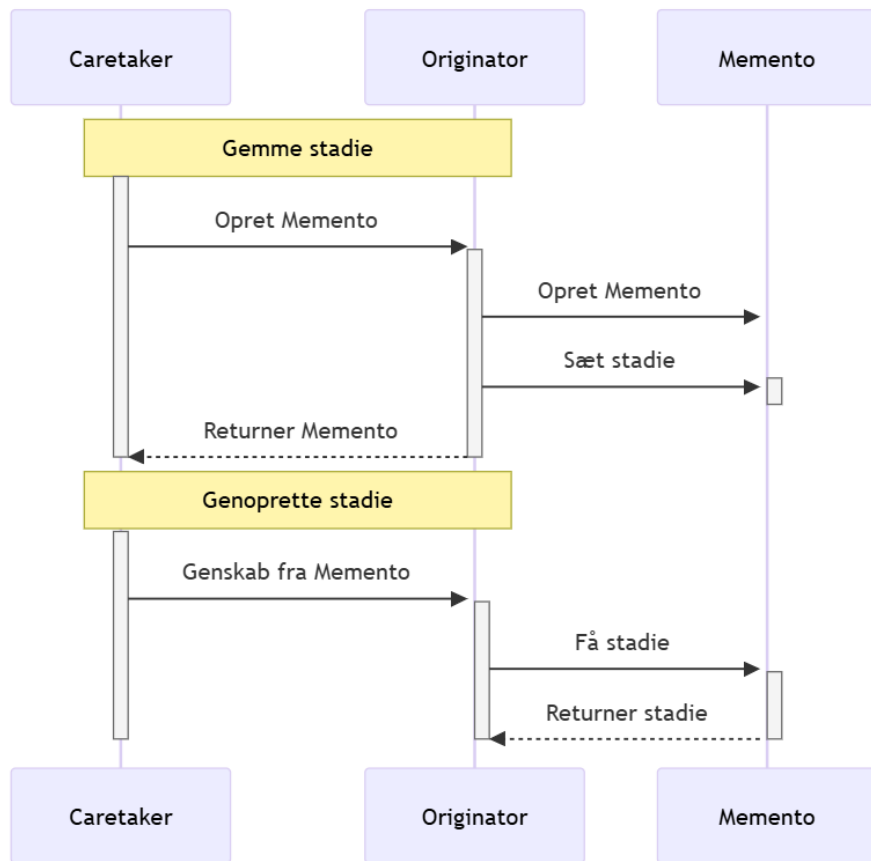 Caretaker
Originator
Memento
Gemme stadie
Opret Memento
Opret Memento
Sæt stadie
Returner Memento
Genoprette stadie
Genskab fra Memento
Få stadie
Returner stadie
Caretaker
Originator
Memento